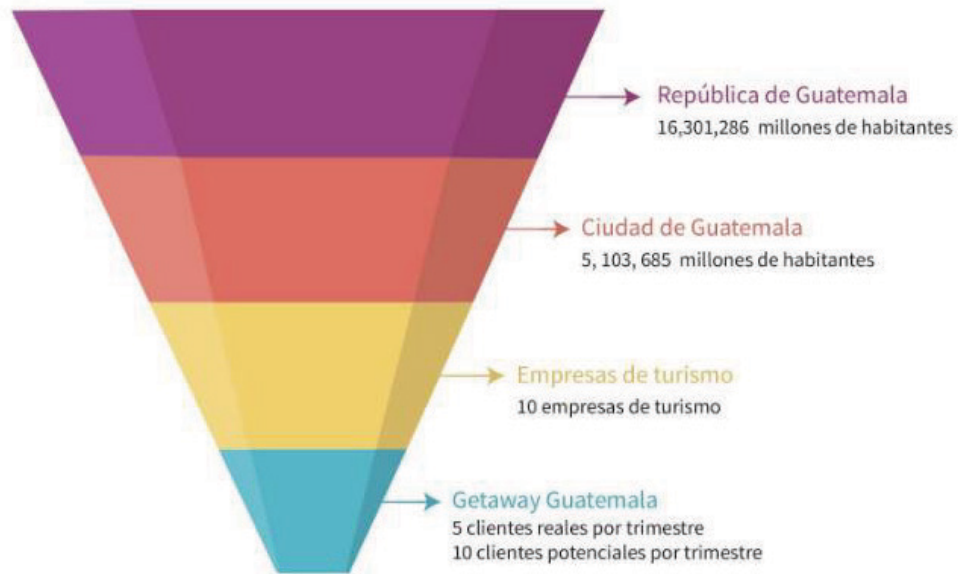 República de Guatemala
16,301,286 millones de habitantes
Ciudad de Guatemala
5, 103, 685 millones de habitantes
Empresas de turismo
10 empresas de turismo
Getaway Guatemala
5 clientes reales por trimestre
10 clientes potenciales por trimestre